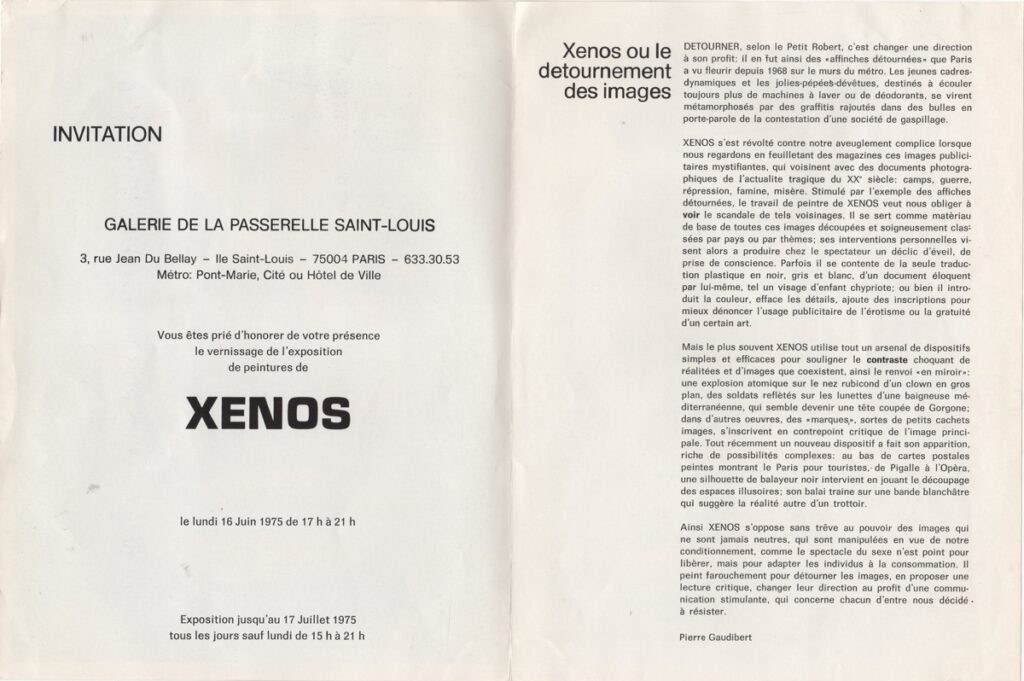 INVITATION
GALERIE DE LA PASSERELLE SAINT-LOUIS
3, rue Jean Du Bellay – Ile Saint-Louis – 75004 PARIS – 633.30.53
Métro: Pont-Marie, Cité ou Hôtel de Ville
Vous êtes prié d'honorer de votre présence
le vernissage de l'exposition
de peintures de
XENOS
le lundi 16 Juin 1975 de 17 h à 21 h
Exposition jusqu'au 17 Juillet 1975
tous les jours sauf lundi de 15 h à 21 h
Xenos ou le
detournement
des images
DETOURNER, selon le Petit Robert, c'est changer une direction
à son profit: il en fut ainsi des «affinches détournées» que Paris
a vu fleurir depuis 1968 sur le murs du métro. Les jeunes cadres-
dynamiques et les jolies-pépées-dévêtues, destinés à écouler
toujours plus de machines à laver ou de déodorants, se virent
métamorphosés par des graffitis rajoutés dans des bulles en
porte-parole de la contestation d'une société de gaspillage.
XENOS s'est révolté contre notre aveuglement complice lorsque
nous regardons en feuilletant des magazines ces images publici-
taires mystifiantes, qui voisinent avec des documents photogra-
phiques de l'actualite tragique du XX° siècle: camps, guerre,
répression, famine, misère. Stimulé par l'exemple des affiches
détournées, le travail de peintre de XENOS veut nous obliger à
voir le scandale de tels voisinages. Il se sert comme matèriau
de base de toutes ces images découpées et soigneusement clas-
sées par pays ou par thèmes; ses interventions personnelles vi-
sent alors a produire chez le spectateur un déclic d'éveil, de
prise de conscience. Parfois il se contente de la seule traduc-
tion plastique en noir, gris et blanc, d'un document éloquent
par lui-même, tel un visage d'enfant chypriote; ou bien il intro-
duit la couleur, efface les détails, ajoute des inscriptions pour
mieux dénoncer l'usage publicitaire de l'érotisme ou la gratuité
d'un certain art.
Mais le plus souvent XENOS utilise tout un arsenal de dispositifs
simples et efficaces pour souligner le contraste choquant de
réalitées et d'images que coexistent, ainsi le renvoi «en miroir»:
une explosion atomique sur le nez rubicond d'un clown en gros
plan, des soldats reflètés sur les lunettes d'une baigneuse mé-
diterranéenne, qui semble devenir une tête coupée de Gorgone;
dans d'autres oeuvres, des «marques», sortes de petits cachets
images, s'inscrivent en contrepoint critique de l'image princi-
pale. Tout récemment un nouveau dispositif a fait son apparition,
riche de possibilités complexes: au bas de cartes postales
peintes montrant le Paris pour touristes, de Pigalle à l'Opèra,
une silhouette de balayeur noir intervient en jouant le découpage
des espaces illusoires; son balai traine sur une bande blanchâtre
qui suggère la réalité autre d'un trottoir.
Ainsi XENOS s'oppose sans trêve au pouvoir des images qui
ne sont jamais neutres, qui sont manipulées en vue de notre
conditionnement, comme le spectacle du sexe n'est point pour
libèrer, mais pour adapter les individus à la consommation. Il
peint farouchement pour détourner les images, en proposer une
lecture critique, changer leur direction au profit d'une commu-
nication stimulante, qui concerne chacun d'entre nous décidé
à résister.
Pierre Gaudibert